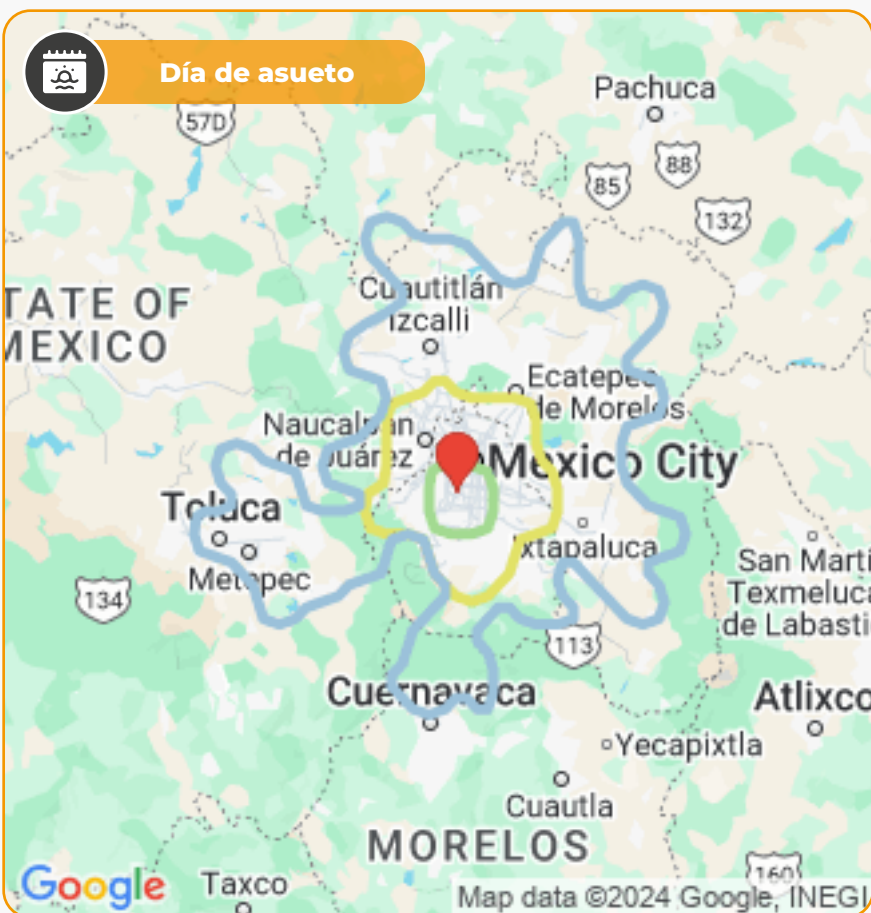 Día de asueto
Pachuca
57D
88
85
132
TATE OF
MEXICO
Cuautitlán
Izcalli
Ecatepec
de Morelos
Naucalpan
de Juárez
Mexico City
Toluca
Ixtapaluca
Metepec
San Martí
Texmeluca
de Labasti
134
113
Cuernavaca
Atlixco
Yecapixtla
Cuautla
MORELOS
160
Google
Taxco
Map data ©2024 Google, INEGI